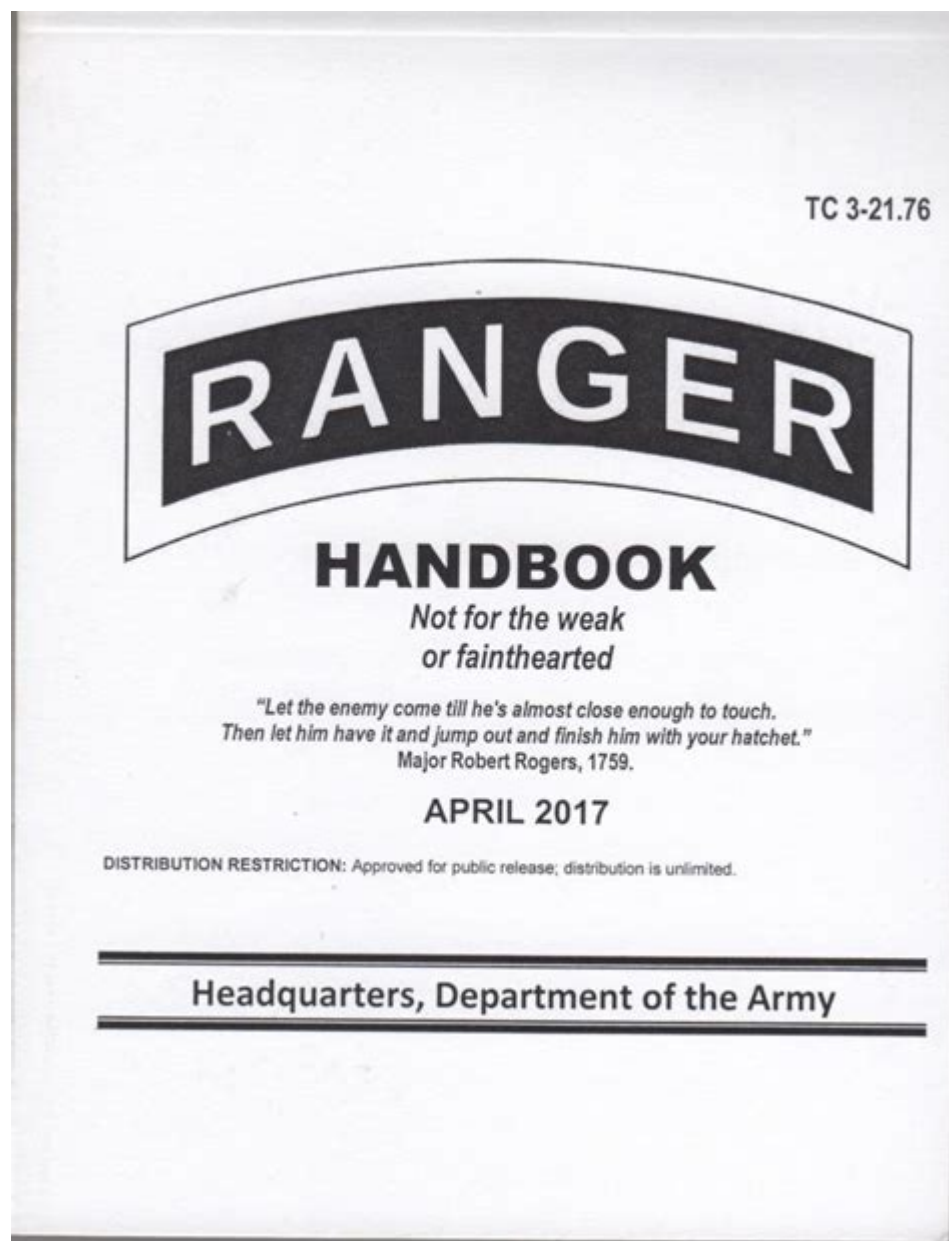 TC 3-21.76
RANGER
HANDBOOK
Not for the weak
or fainthearted
"Let the enemy come till he's almost close enough to touch.
Then let him have it and jump out and finish him with your hatchet."
Major Robert Rogers, 1759.
APRIL 2017
DISTRIBUTION RESTRICTION: Approved for public release; distribution is unlimited.
Headquarters, Department of the Army